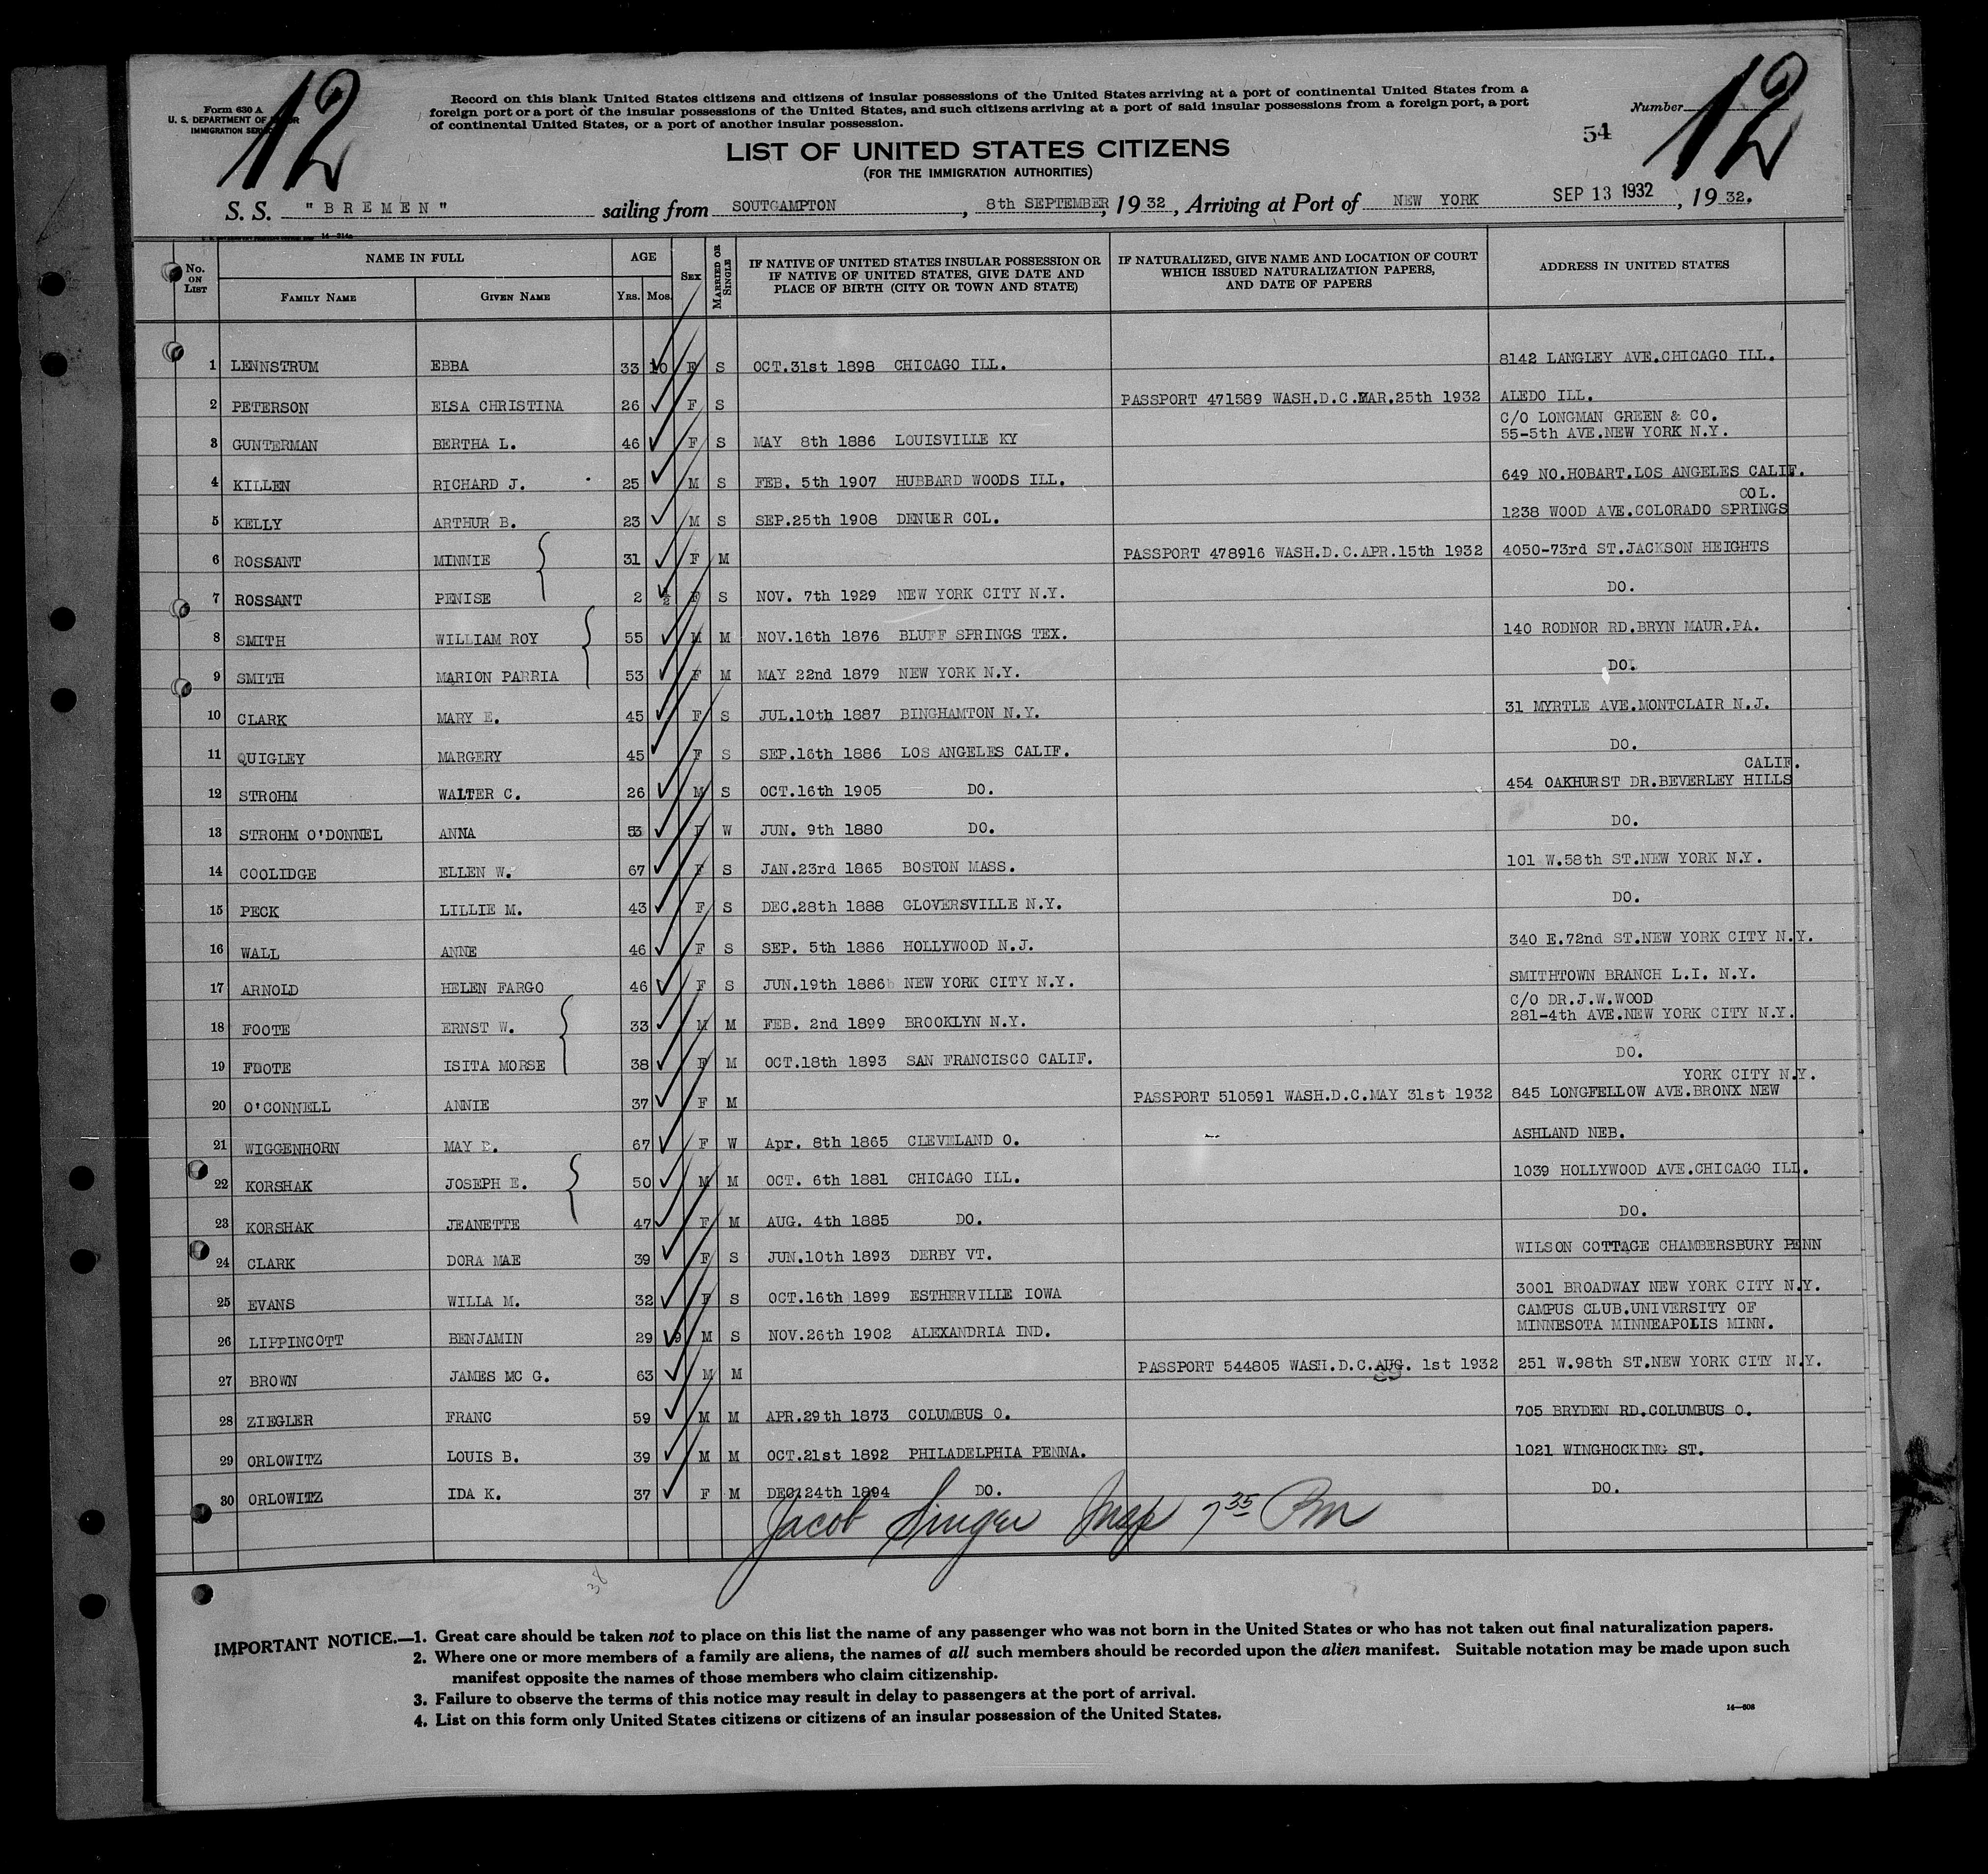 12
12
Form 630 A
U. S. DEPARTMENT OF
IMMIGRATION
Record on this blank United States citizens and citizens of insular possessions of the United States arriving at a port of continental United States from a
foreign port or a port of the insular possessions of the United States, and such citizens arriving at a port of said insular possessions from a foreign port, a port
of continental United States, or a port of another insular possession.
Number
54
LIST OF UNITED STATES CITIZENS
(FOR THE IMMIGRATION AUTHORITIES)
S. S. "BREMEN" sailing from SOUTGAMPTON, 8th SEPTEMBER, 1932, Arriving at Port of NEW YORK SEP 13 1932, 1932.
No. ON LIST
NAME IN FULL
FAMILY NAME
GIVEN NAME
AGE
YRS. MOS.
SEX
MARRIED OR SINGLE
IF NATIVE OF UNITED STATES INSULAR POSSESSION OR
IF NATIVE OF UNITED STATES, GIVE DATE AND
PLACE OF BIRTH (CITY OR TOWN AND STATE)
IF NATURALIZED, GIVE NAME AND LOCATION OF COURT
WHICH ISSUED NATURALIZATION PAPERS,
AND DATE OF PAPERS
ADDRESS IN UNITED STATES
1 LENNSTRUM EBBA 33 10 F S OCT.31st 1898 CHICAGO ILL. 8142 LANGLEY AVE.CHICAGO ILL.
2 PETERSON ELSA CHRISTINA 26 F S PASSPORT 471589 WASH.D.C.MAR.25th 1932 ALEDO ILL.
C/O LONGMAN GREEN & CO.
3 GUNTERMAN BERTHA L. 46 F S MAY 8th 1886 LOUISVILLE KY 55-5th AVE.NEW YORK N.Y.
4 KILLEN RICHARD J. 25 M S FEB. 5th 1907 HUBBARD WOODS ILL. 649 NO.HOBART.LOS ANGELES CALIF.
COL.
5 KELLY ARTHUR B. 23 M S SEP.25th 1908 DENUER COL. 1238 WOOD AVE.COLORADO SPRINGS
6 ROSSANT MINNIE 31 F M PASSPORT 478916 WASH.D.C.APR.15th 1932 4050-73rd ST.JACKSON HEIGHTS
7 ROSSANT PENISE 2 F S NOV. 7th 1929 NEW YORK CITY N.Y. DO.
8 SMITH WILLIAM ROY 55 M M NOV.16th 1876 BLUFF SPRINGS TEX. 140 RODNOR RD.BRYN MAUR.PA.
9 SMITH MARION PARRIA 53 F M MAY 22nd 1879 NEW YORK N.Y. DO.
10 CLARK MARY E. 45 F S JUL.10th 1887 BINGHAMTON N.Y. 31 MYRTLE AVE.MONTCLAIR N.J.
11 QUIGLEY MARGERY 45 F S SEP.16th 1886 LOS ANGELES CALIF. DO.
CALIF.
12 STROHM WALTER C. 26 M S OCT.16th 1905 DO. 454 OAKHURST DR.BEVERLEY HILLS
13 STROHM O'DONNEL ANNA 53 F W JUN. 9th 1880 DO. DO.
14 COOLIDGE ELLEN W. 67 F S JAN.23rd 1865 BOSTON MASS. 101 W.58th ST.NEW YORK N.Y.
15 PECK LILLIE M. 43 F S DEC.28th 1888 GLOVERSVILLE N.Y. DO.
16 WALL ANNE 46 F S SEP. 5th 1886 HOLLYWOOD N.J. 340 E.72nd ST.NEW YORK CITY N.Y.
17 ARNOLD HELEN FARGO 46 F S JUN.19th 1886 NEW YORK CITY N.Y. SMITHTOWN BRANCH L.I. N.Y.
C/O DR.J.W.WOOD
18 FOOTE ERNST W. 33 M M FEB. 2nd 1899 BROOKLYN N.Y. 281-4th AVE.NEW YORK CITY N.Y.
19 FOOTE ISITA MORSE 38 F M OCT.18th 1893 SAN FRANCISCO CALIF. DO.
YORK CITY N.Y.
20 O'CONNELL ANNIE 37 F M PASSPORT 510591 WASH.D.C.MAY 31st 1932 845 LONGFELLOW AVE.BRONX NEW
21 WIGGENHORN MAY D. 67 F W Apr. 8th 1865 CLEVELAND O. ASHLAND NEB.
22 KORSHAK JOSEPH E. 50 M M OCT. 6th 1881 CHICAGO ILL. 1039 HOLLYWOOD AVE.CHICAGO ILL.
23 KORSHAK JEANETTE 47 F M AUG. 4th 1885 DO. DO.
24 CLARK DORA MAE 39 F S JUN.10th 1893 DERBY VT. WILSON COTTAGE CHAMBERSBURY PENN
25 EVANS WILLA M. 32 F S OCT.16th 1899 ESTHERVILLE IOWA 3001 BROADWAY NEW YORK CITY N.Y.
CAMPUS CLUB.UNIVERSITY OF
26 LIPPINCOTT BENJAMIN 29 9 M S NOV.26th 1902 ALEXANDRIA IND. MINNESOTA MINNEAPOLIS MINN.
27 BROWN JAMES MC G. 63 M M PASSPORT 544805 WASH.D.C.AUG. 1st 1932 251 W.98th ST.NEW YORK CITY N.Y.
28 ZIEGLER FRANC 59 M M APR.29th 1873 COLUMBUS O. 705 BRYDEN RD.COLUMBUS O.
29 ORLOWITZ LOUIS B. 39 M M OCT.21st 1892 PHILADELPHIA PENNA. 1021 WINGHOCKING ST.
30 ORLOWITZ IDA K. 37 F M DEC.24th 1894 DO. DO.
Jacob Singer Insp 7 35 Pm
38
IMPORTANT NOTICE.—1. Great care should be taken not to place on this list the name of any passenger who was not born in the United States or who has not taken out final naturalization papers.
2. Where one or more members of a family are aliens, the names of all such members should be recorded upon the alien manifest. Suitable notation may be made upon such
manifest opposite the names of those members who claim citizenship.
3. Failure to observe the terms of this notice may result in delay to passengers at the port of arrival.
4. List on this form only United States citizens or citizens of an insular possession of the United States.
14—608